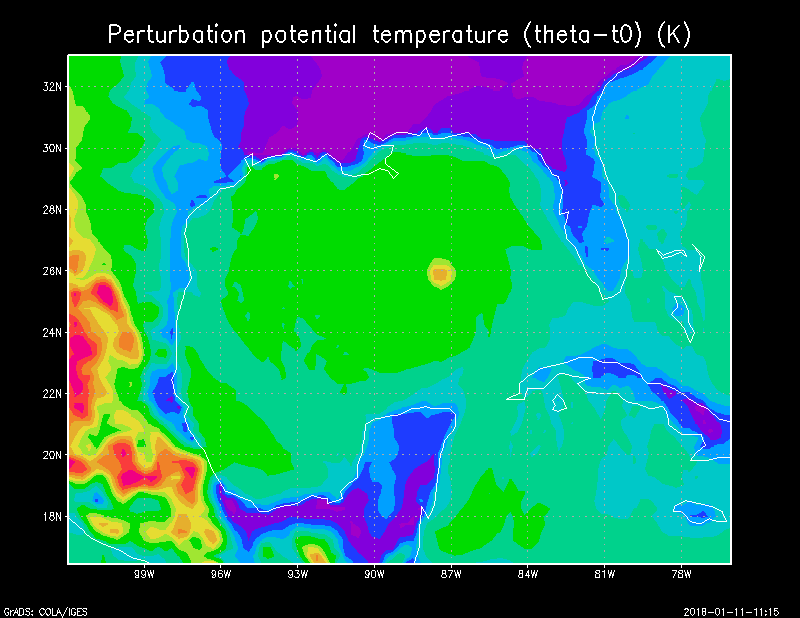 Perturbation potential temperature (theta-t0) (K)
32N
30N
28N
26N
24N
22N
20N
18N
99W 96W 93W 90W 87W 84W 81W 78W
GrADS: COLA/IGES 2018-01-11-11:15